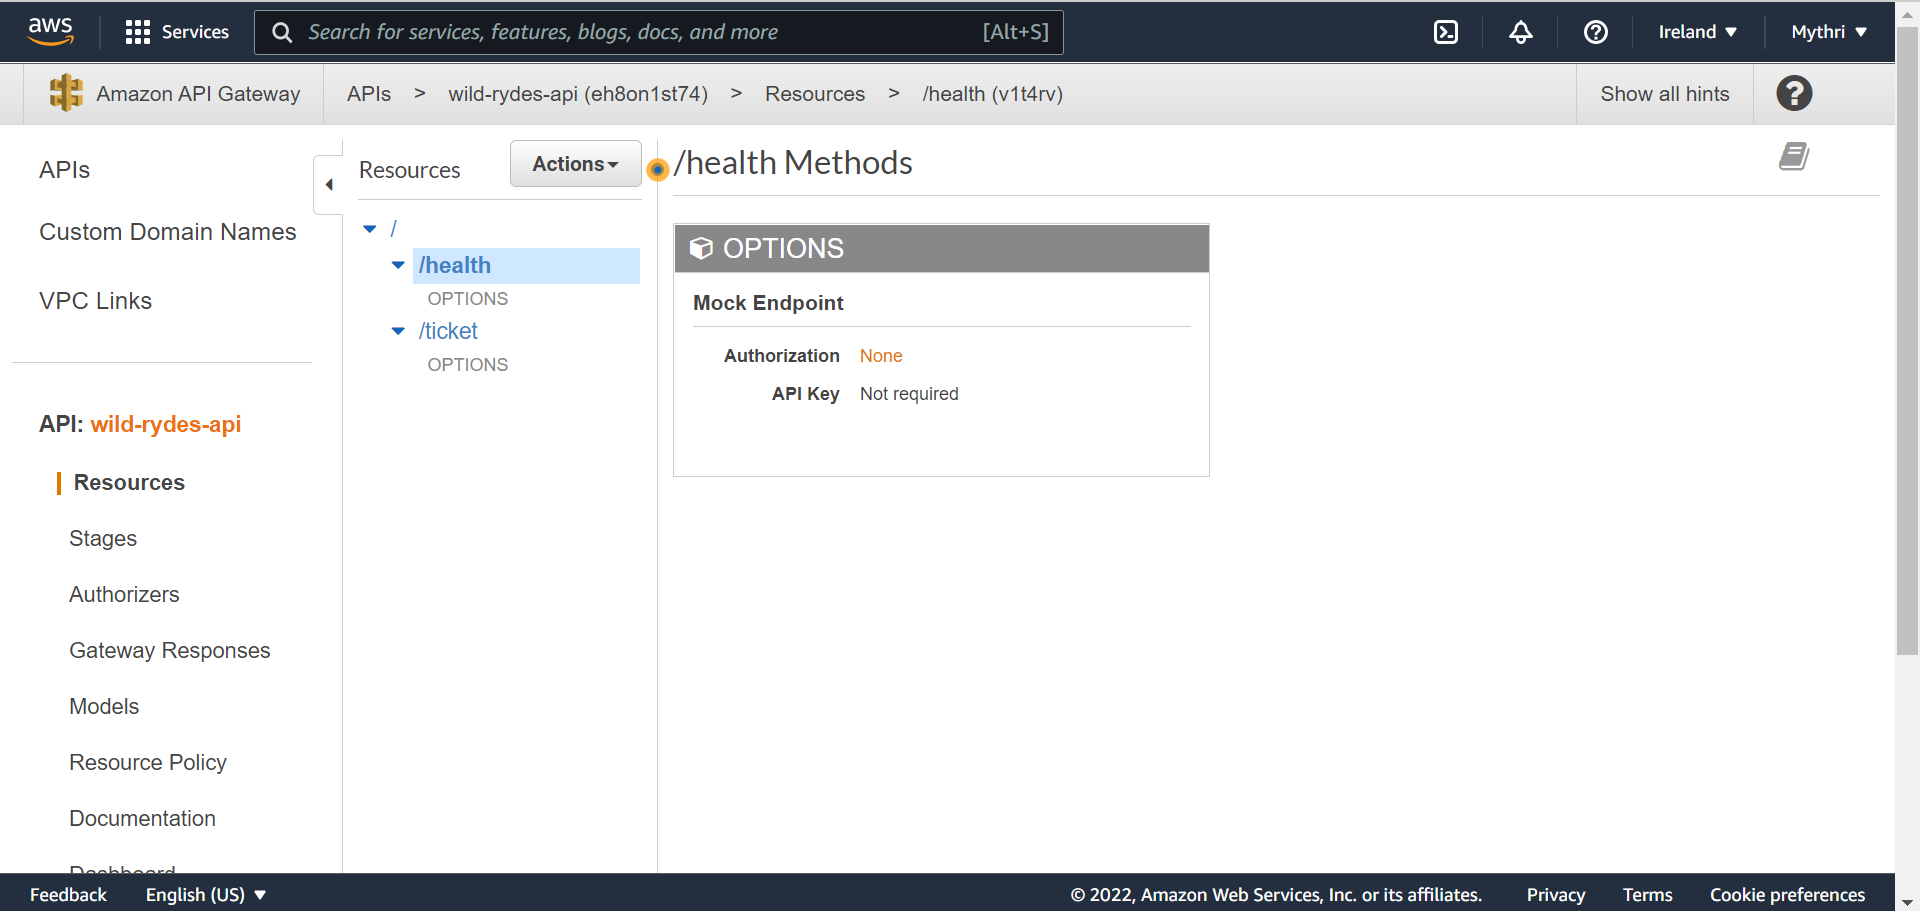 aws
Services
Search for services, features, blogs, docs, and more
[Alt+S]
Ireland ▼
Mythri ▼
Amazon API Gateway
APIs > wild-rydes-api (eh8on1st74) > Resources > /health (v1t4rv)
Show all hints
APIs
Custom Domain Names
VPC Links
API: wild-rydes-api
Resources
Stages
Authorizers
Gateway Responses
Models
Resource Policy
Documentation
Dashboard
Resources
Actions
/
/health
OPTIONS
/ticket
OPTIONS
/health Methods
OPTIONS
Mock Endpoint
Authorization None
API Key Not required
Feedback
English (US) ▼
© 2022, Amazon Web Services, Inc. or its affiliates.
Privacy
Terms
Cookie preferences